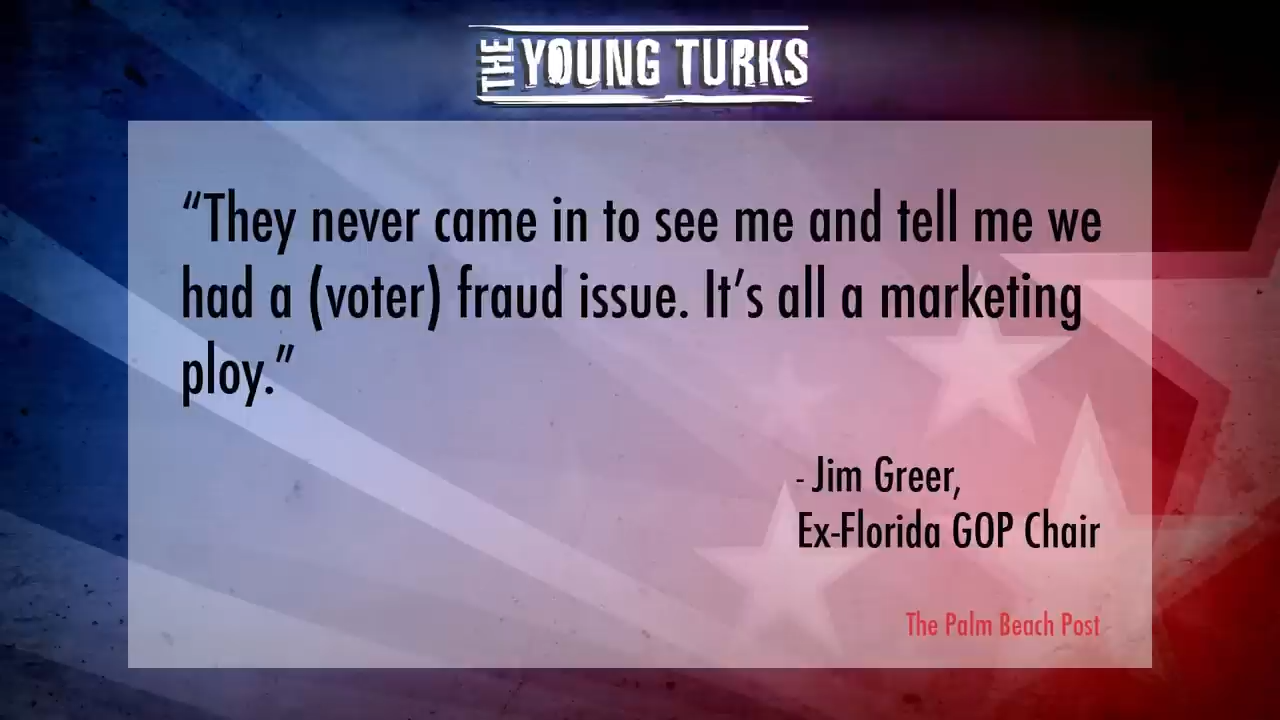 THE YOUNG TURKS
“They never came in to see me and tell me we
had a (voter) fraud issue. It’s all a marketing
ploy.”
- Jim Greer,
Ex-Florida GOP Chair
The Palm Beach Post